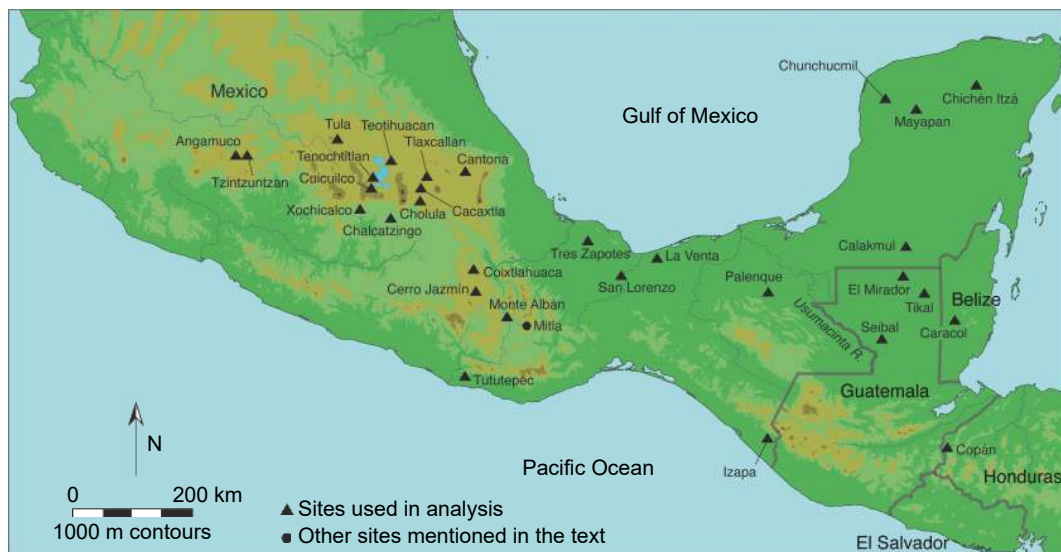 Mexico
Gulf of Mexico
Chunchucmil
Chichén Itzá
Mayapan
Tula
Teotihuacan
Angamuco
Tlaxcallan
Tenochtitlan
Cantona
Cuicuilco
Tzintzuntzan
Xochicalco
Cholula
Cacaxtla
Chalcatzingo
Tres Zapotes
La Venta
Calakmul
Coixtlahuaca
San Lorenzo
Palenque
El Mirador
Cerro Jazmín
Tikal
Belize
Monte Albán
Mitla
Usumacinta R.
Seibal
Caracol
Tututepec
Guatemala
N
Izapa
Copán
Pacific Ocean
Honduras
0 200 km
1000 m contours
Sites used in analysis
Other sites mentioned in the text
El Salvador